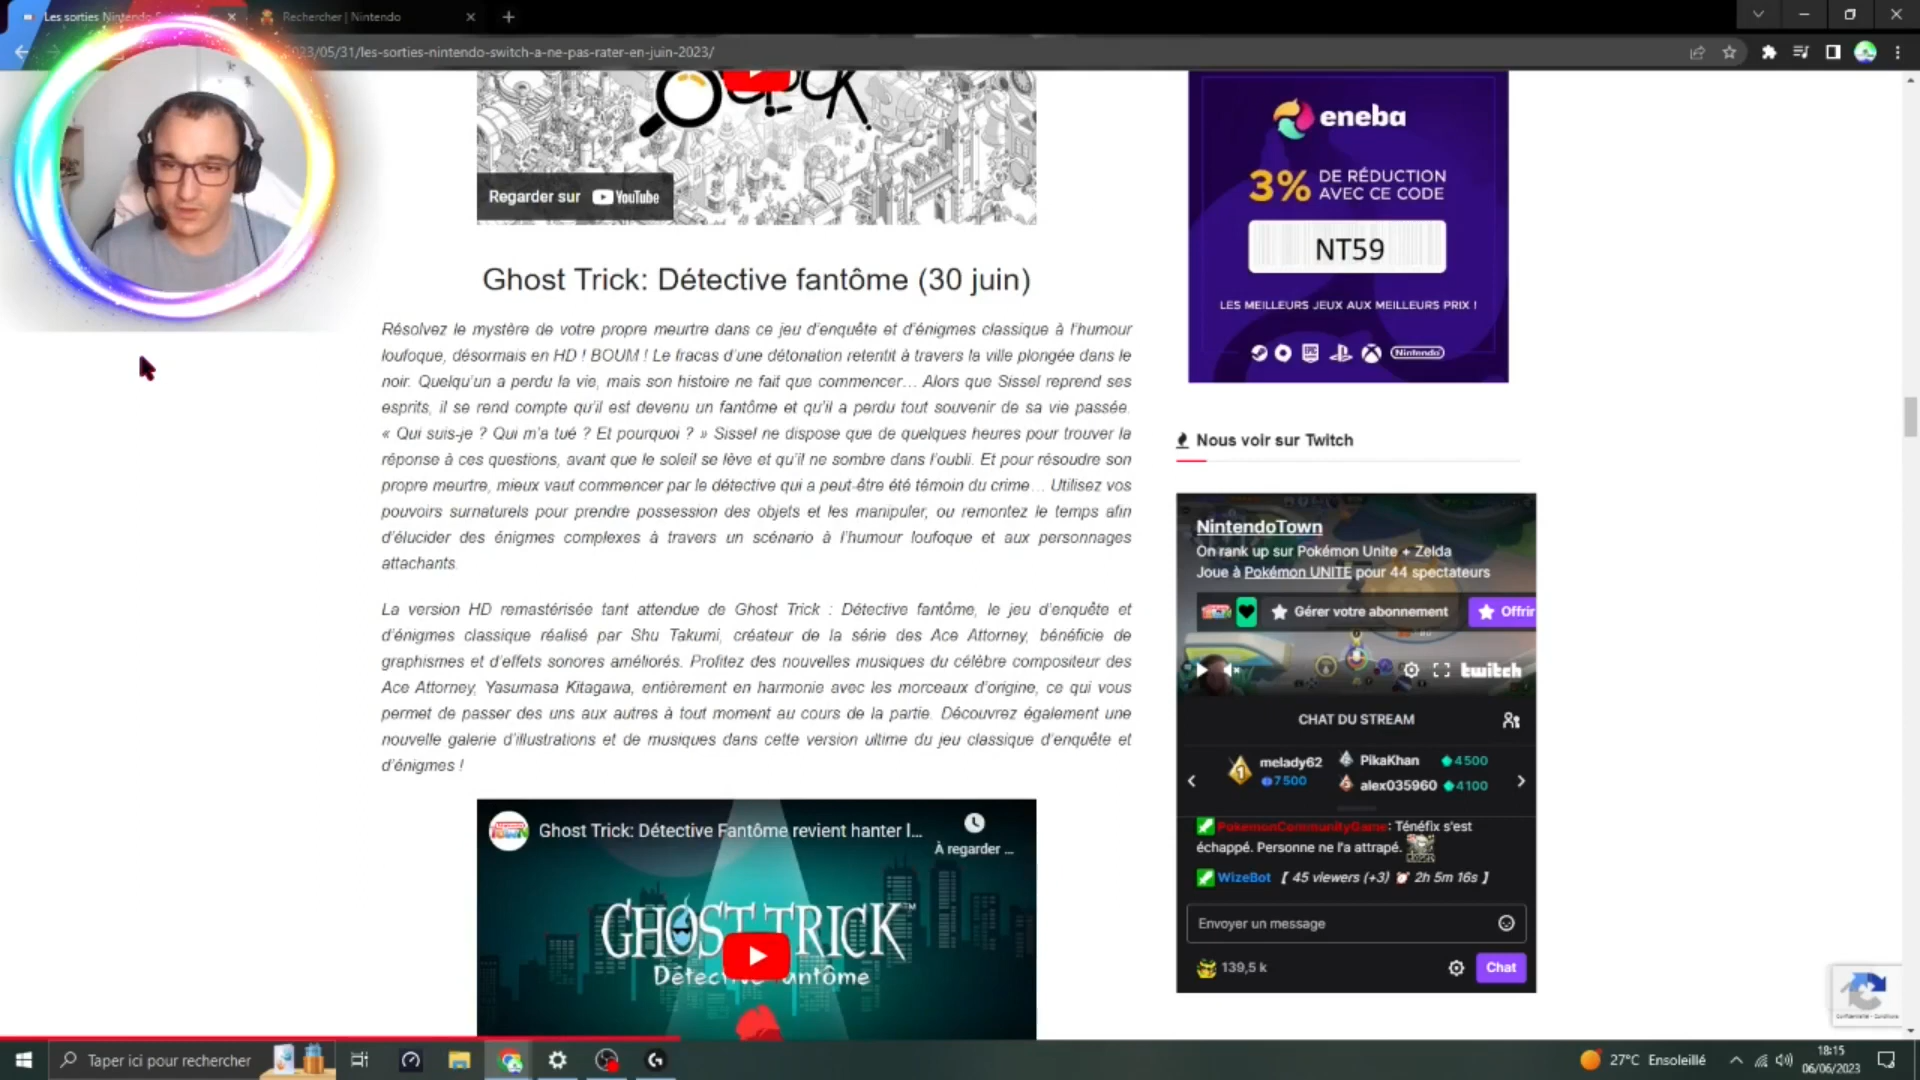 Les sorties Nintendo
Rechercher | Nintendo
023/05/31/les-sorties-nintendo-switch-a-ne-pas-rater-en-juin-2023/
Regarder sur YouTube
Ghost Trick: Détective fantôme (30 juin)
Résolvez le mystère de votre propre meurtre dans ce jeu d'enquête et d'énigmes classique à l'humour
loufoque, désormais en HD ! BOUM ! Le fracas d'une détonation retentit à travers la ville plongée dans le
noir. Quelqu'un a perdu la vie, mais son histoire ne fait que commencer… Alors que Sissel reprend ses
esprits, il se rend compte qu'il est devenu un fantôme et qu'il a perdu tout souvenir de sa vie passée.
« Qui suis-je ? Qui m'a tué ? Et pourquoi ? » Sissel ne dispose que de quelques heures pour trouver la
réponse à ces questions, avant que le soleil se lève et qu'il ne sombre dans l'oubli. Et pour résoudre son
propre meurtre, mieux vaut commencer par le détective qui a peut-être été témoin du crime… Utilisez vos
pouvoirs surnaturels pour prendre possession des objets et les manipuler, ou remontez le temps afin
d'élucider des énigmes complexes à travers un scénario à l'humour loufoque et aux personnages
attachants.
La version HD remastérisée tant attendue de Ghost Trick : Détective fantôme, le jeu d'enquête et
d'énigmes classique réalisé par Shu Takumi, créateur de la série des Ace Attorney, bénéficie de
graphismes et d'effets sonores améliorés. Profitez des nouvelles musiques du célèbre compositeur des
Ace Attorney, Yasumasa Kitagawa, entièrement en harmonie avec les morceaux d'origine, ce qui vous
permet de passer des uns aux autres à tout moment au cours de la partie. Découvrez également une
nouvelle galerie d'illustrations et de musiques dans cette version ultime du jeu classique d'enquête et
d'énigmes !
Ghost Trick: Détective Fantôme revient hanter l...
À regarder ...
GHOST TRICK
Détective fantôme
eneba
3% DE RÉDUCTION
AVEC CE CODE
NT59
LES MEILLEURS JEUX AUX MEILLEURS PRIX !
EPIC Nintendo
Nous voir sur Twitch
NintendoTown
On rank up sur Pokémon Unite + Zelda
Joue à Pokémon UNITE pour 44 spectateurs
Gérer votre abonnement
Offrir
twitch
CHAT DU STREAM
melady62
7500
PikaKhan 4500
alex035960 4100
PokemonCommunityGame: Ténéfix s'est
échappé. Personne ne l'a attrapé.
WizeBot [ 45 viewers (+3) 2h 5m 16s ]
Envoyer un message
139,5 k
Chat
Taper ici pour rechercher
27°C Ensoleillé
18:15
06/06/2023